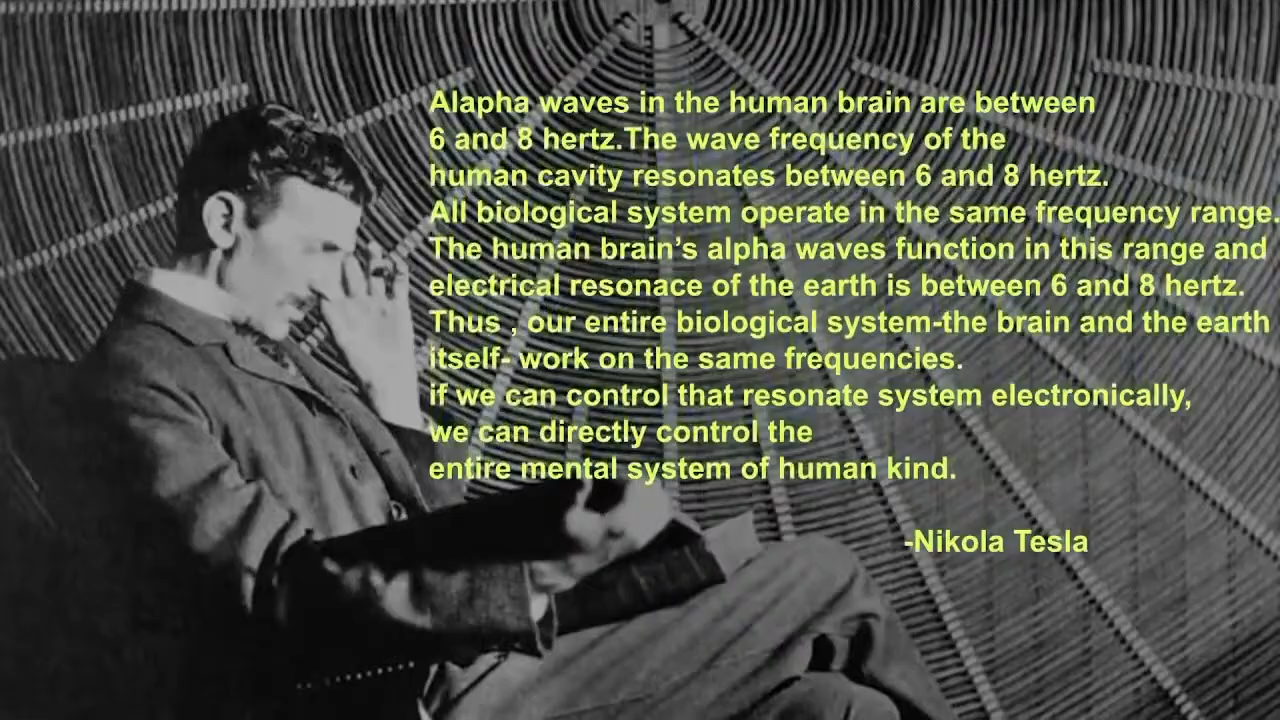 Alapha waves in the human brain are between
6 and 8 hertz.The wave frequency of the
human cavity resonates between 6 and 8 hertz.
All biological system operate in the same frequency range.
The human brain’s alpha waves function in this range and
electrical resonace of the earth is between 6 and 8 hertz.
Thus , our entire biological system-the brain and the earth
itself- work on the same frequencies.
if we can control that resonate system electronically,
we can directly control the
entire mental system of human kind.
-Nikola Tesla